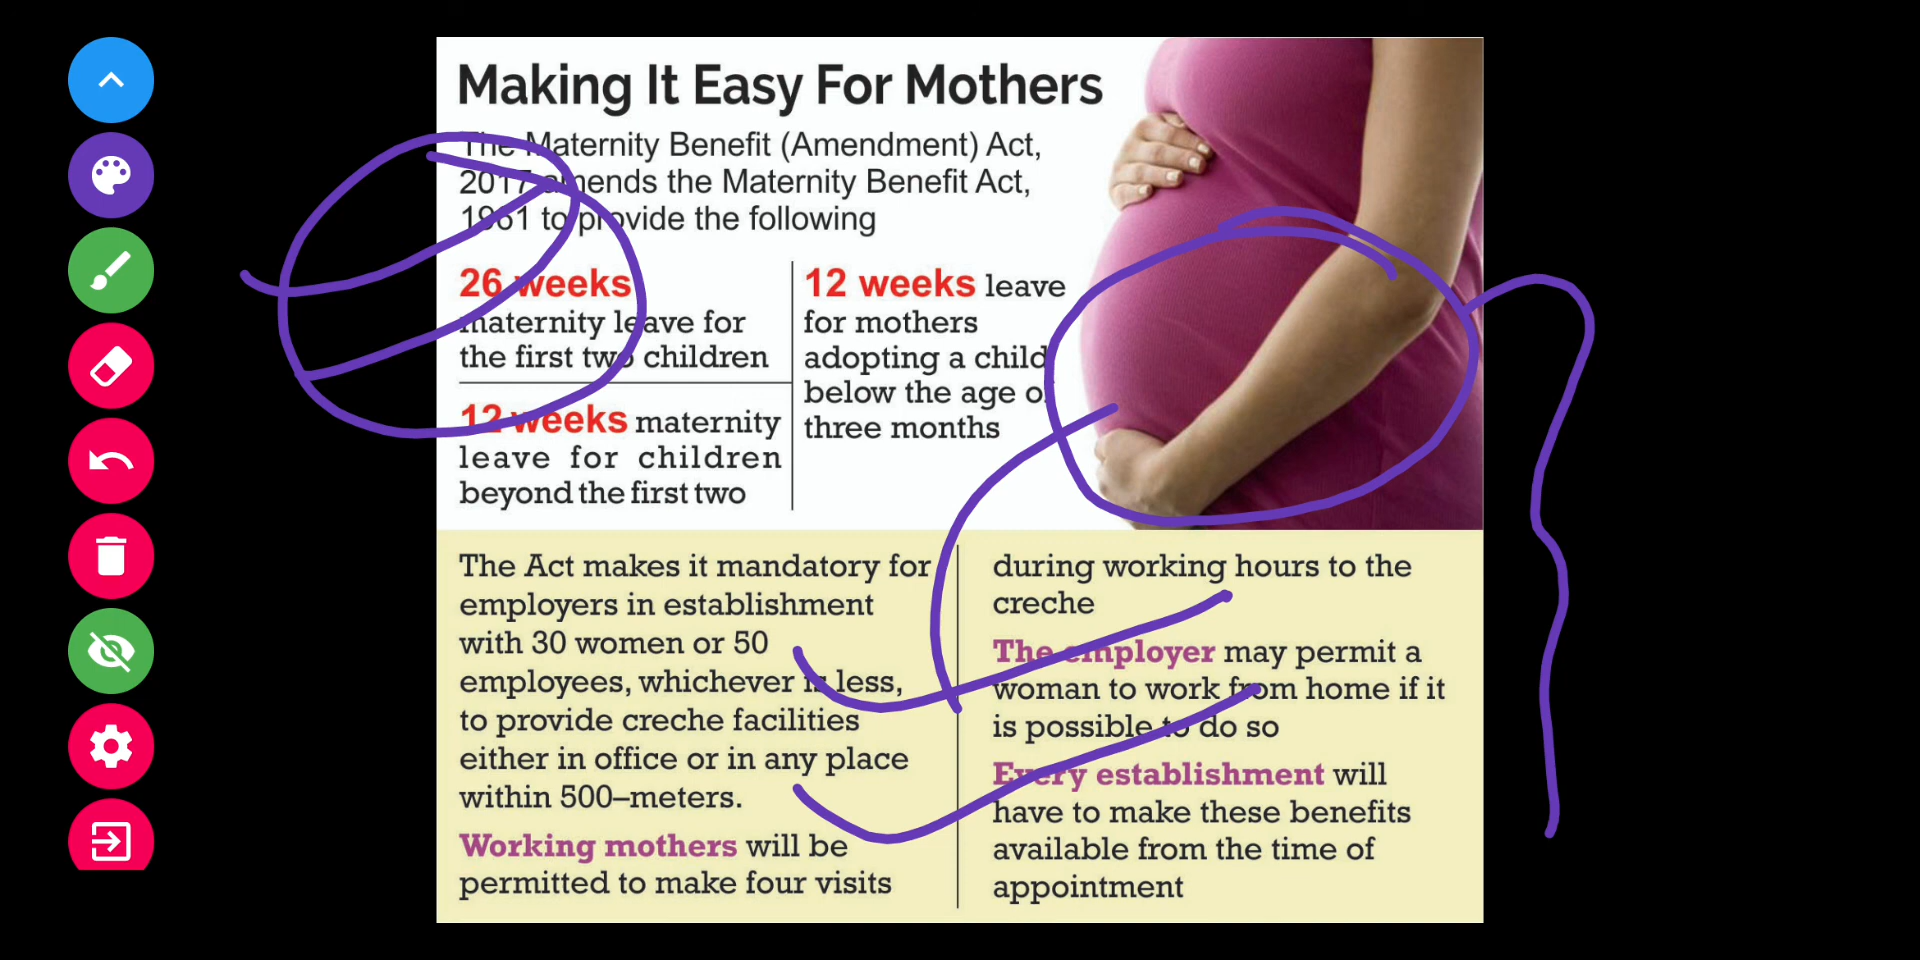 Making It Easy For Mothers
The Maternity Benefit (Amendment) Act,
2017 amends the Maternity Benefit Act,
1961 to provide the following
26 weeks
maternity leave for
the first two children
12 weeks maternity
leave for children
beyond the first two
12 weeks leave
for mothers
adopting a child
below the age of
three months
The Act makes it mandatory for
employers in establishment
with 30 women or 50
employees, whichever is less,
to provide creche facilities
either in office or in any place
within 500–meters.
Working mothers will be
permitted to make four visits
during working hours to the
creche
The employer may permit a
woman to work from home if it
is possible to do so
Every establishment will
have to make these benefits
available from the time of
appointment